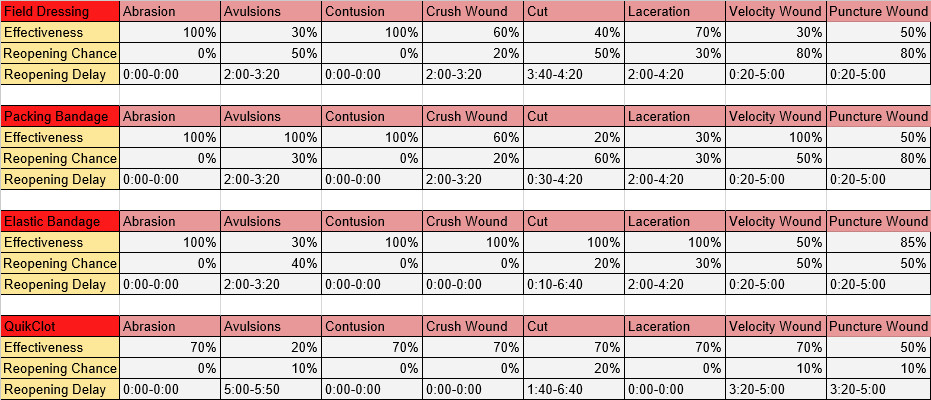 Field Dressing Abrasion Avulsions Contusion Crush Wound Cut Laceration Velocity Wound Puncture Wound
Effectiveness 100% 30% 100% 60% 40% 70% 30% 50%
Reopening Chance 0% 50% 0% 20% 50% 30% 80% 80%
Reopening Delay 0:00-0:00 2:00-3:20 0:00-0:00 2:00-3:20 3:40-4:20 2:00-4:20 0:20-5:00 0:20-5:00
Packing Bandage Abrasion Avulsions Contusion Crush Wound Cut Laceration Velocity Wound Puncture Wound
Effectiveness 100% 100% 100% 60% 20% 30% 100% 50%
Reopening Chance 0% 30% 0% 20% 60% 30% 50% 80%
Reopening Delay 0:00-0:00 2:00-3:20 0:00-0:00 2:00-3:20 0:30-4:20 2:00-4:20 0:20-5:00 0:20-5:00
Elastic Bandage Abrasion Avulsions Contusion Crush Wound Cut Laceration Velocity Wound Puncture Wound
Effectiveness 100% 30% 100% 100% 100% 100% 50% 85%
Reopening Chance 0% 40% 0% 0% 20% 30% 50% 50%
Reopening Delay 0:00-0:00 2:00-3:20 0:00-0:00 0:00-0:00 0:10-6:40 2:00-4:20 0:20-5:00 0:20-5:00
QuikClot Abrasion Avulsions Contusion Crush Wound Cut Laceration Velocity Wound Puncture Wound
Effectiveness 70% 20% 70% 70% 70% 70% 70% 50%
Reopening Chance 0% 10% 0% 0% 20% 0% 10% 10%
Reopening Delay 0:00-0:00 5:00-5:50 0:00-0:00 0:00-0:00 1:40-6:40 0:00-0:00 3:20-5:00 3:20-5:00